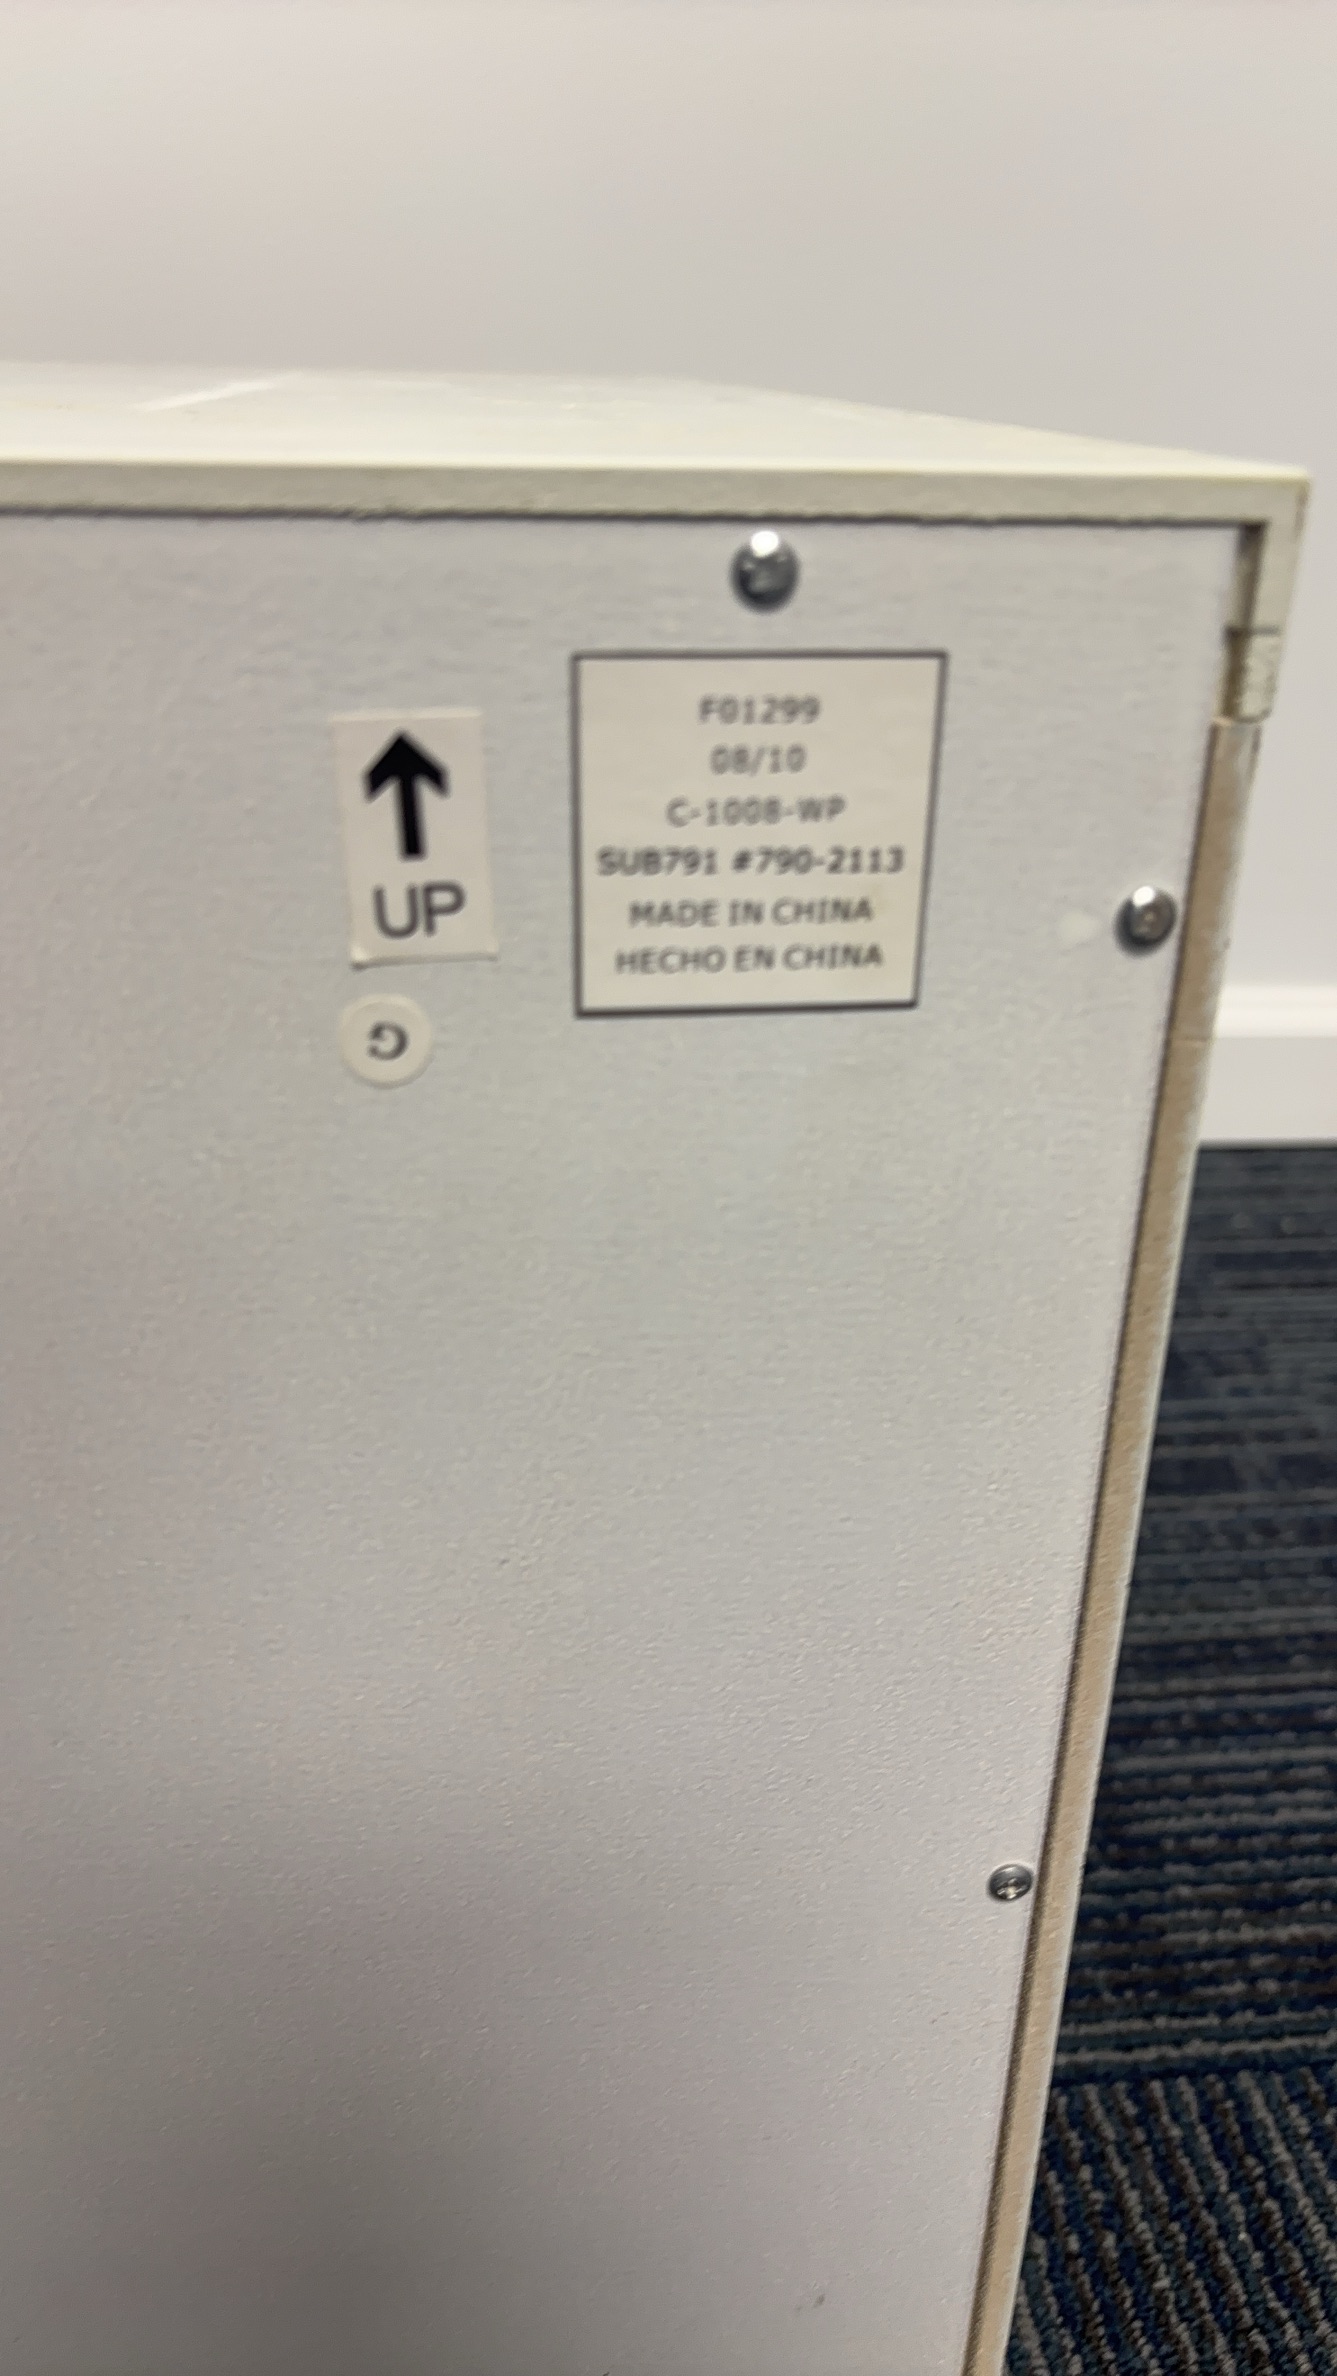 F01299
08/10
C-1008-WP
SUB791 #790-2113
MADE IN CHINA
HECHO EN CHINA
UP
G